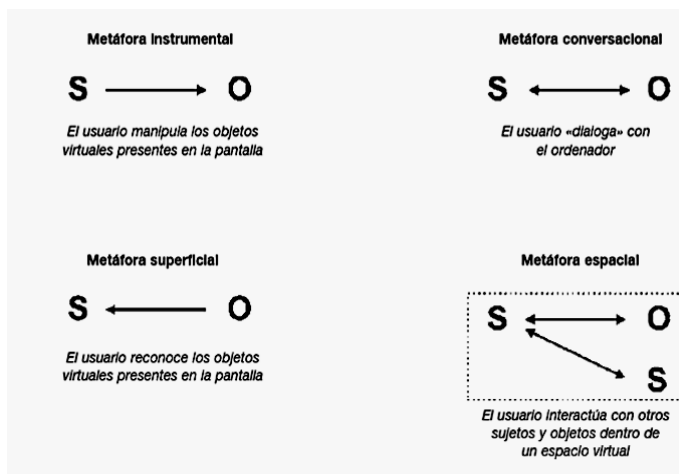 Metáfora instrumental
S O
El usuario manipula los objetos
virtuales presentes en la pantalla
Metáfora conversacional
S O
El usuario «dialoga» con
el ordenador
Metáfora superficial
S O
El usuario reconoce los objetos
virtuales presentes en la pantalla
Metáfora espacial
S O
S
El usuario interactúa con otros
sujetos y objetos dentro de
un espacio virtual